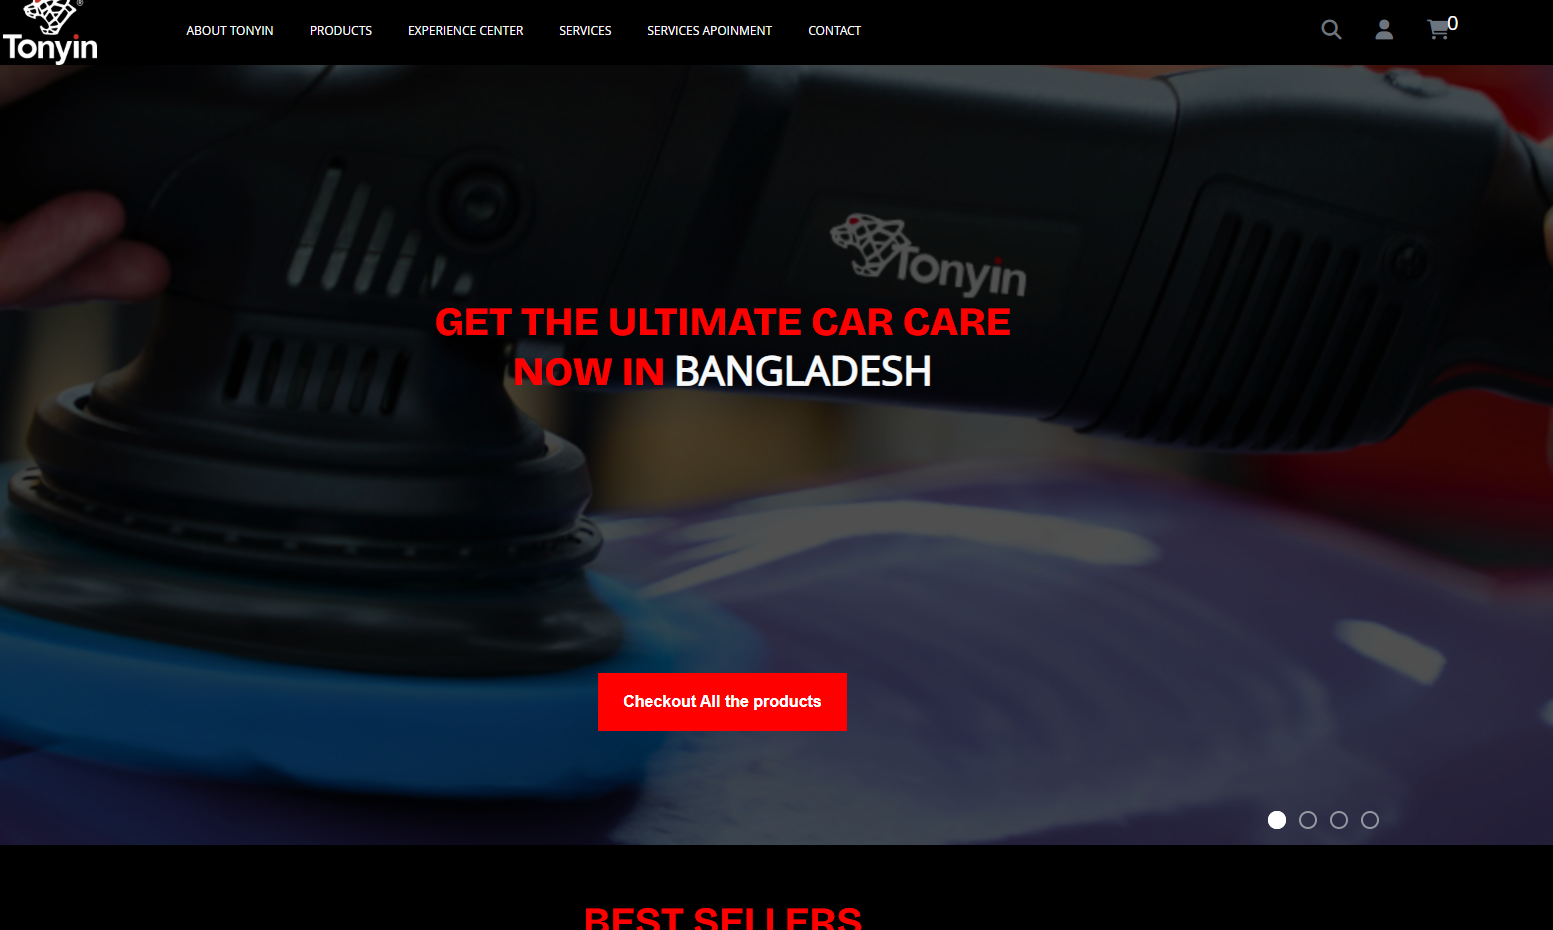 Tonyin
ABOUT TONYIN
PRODUCTS
EXPERIENCE CENTER
SERVICES
SERVICES APOINMENT
CONTACT
0
Tonyin
GET THE ULTIMATE CAR CARE
NOW IN BANGLADESH
Checkout All the products
BEST SELLERS